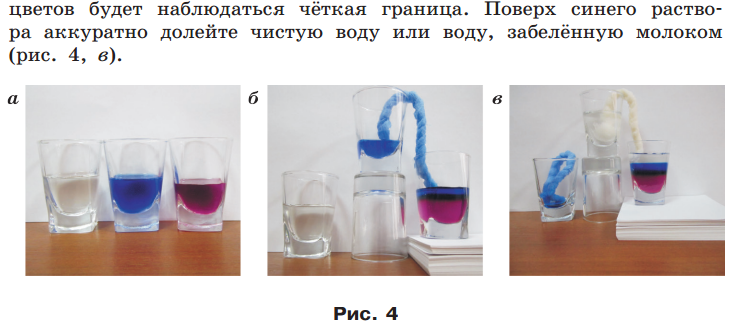 цветов будет наблюдаться чёткая граница. Поверх синего раство-
ра аккуратно долейте чистую воду или воду, забелённую молоком
(рис. 4, в).
а б в
Рис. 4